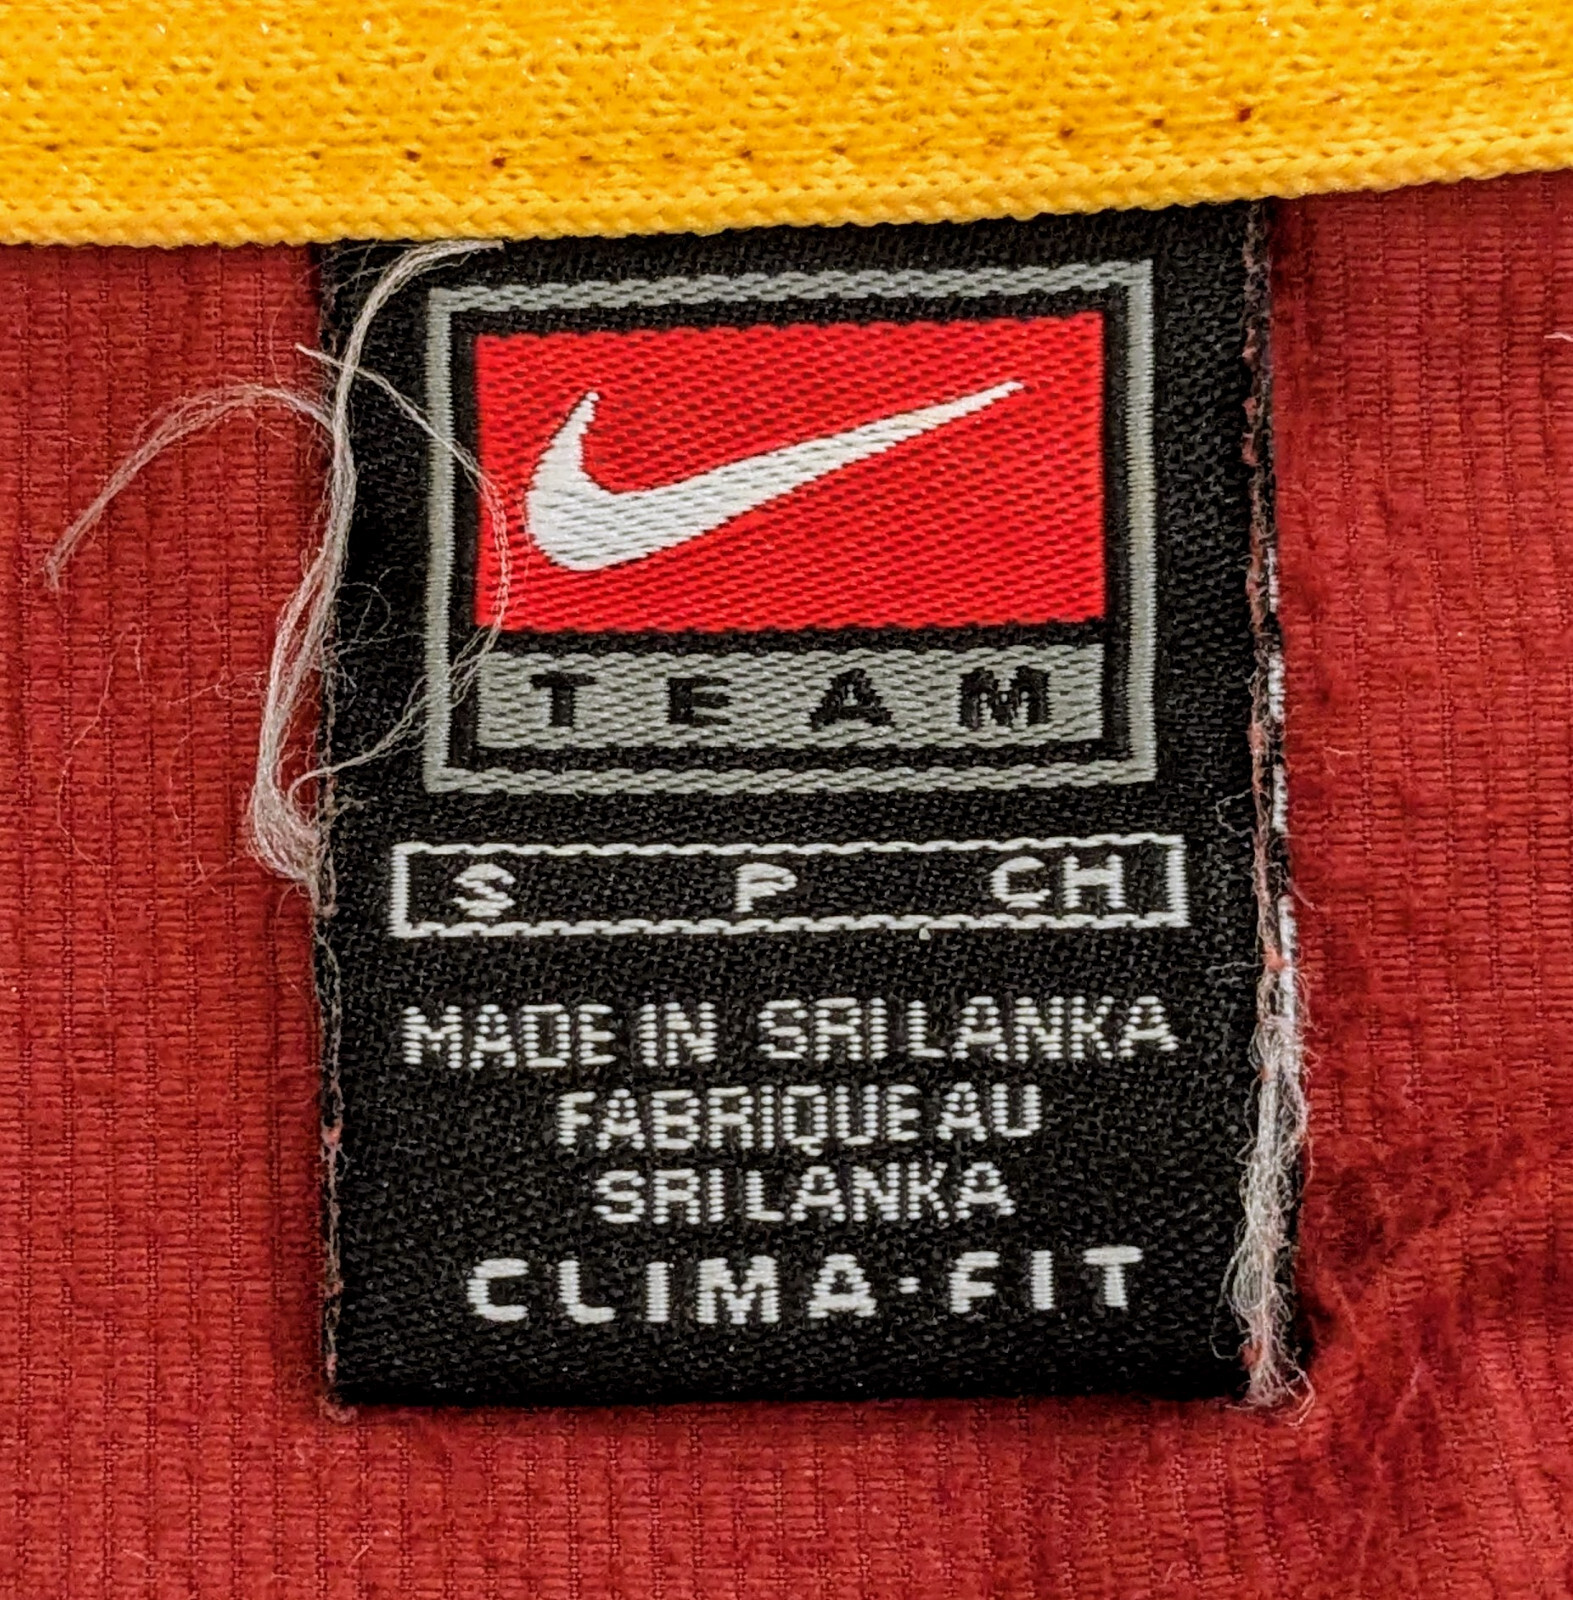 TEAM
S P CH
MADE IN SRI LANKA
FABRIQUE AU
SRI LANKA
CLIMA·FIT